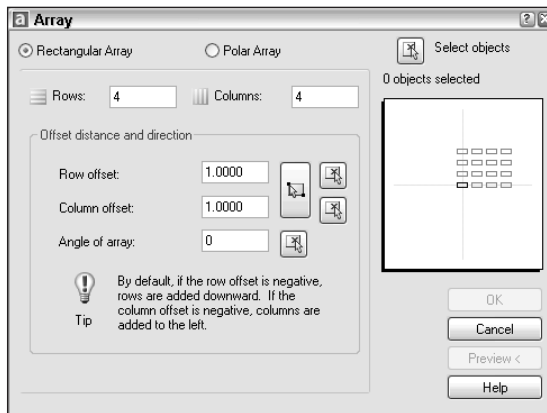 a Array
Rectangular Array
Polar Array
Select objects
0 objects selected
Rows: 4
Columns: 4
Offset distance and direction
Row offset: 1.0000
Column offset: 1.0000
Angle of array: 0
Tip
By default, if the row offset is negative,
rows are added downward. If the
column offset is negative, columns are
added to the left.
OK
Cancel
Preview <
Help